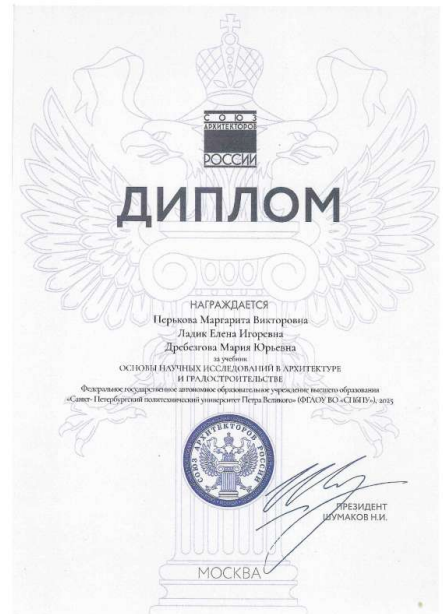 СОЮЗ
АРХИТЕКТОРОВ
РОССИИ
ДИПЛОМ
НАГРАЖДАЕТСЯ
Перькова Маргарита Викторовна
Ладик Елена Игоревна
Дребезгова Мария Юрьевна
за учебник
ОСНОВЫ НАУЧНЫХ ИССЛЕДОВАНИЙ В АРХИТЕКТУРЕ
И ГРАДОСТРОИТЕЛЬСТВЕ
Федеральное государственное автономное образовательное учреждение высшего образования
«Санкт-Петербургский политехнический университет Петра Великого» (ФГАОУ ВО «СПбПУ»), 2025
СОЮЗ АРХИТЕКТОРОВ РОССИИ
ПРЕЗИДЕНТ
ШУМАКОВ Н.И.
МОСКВА